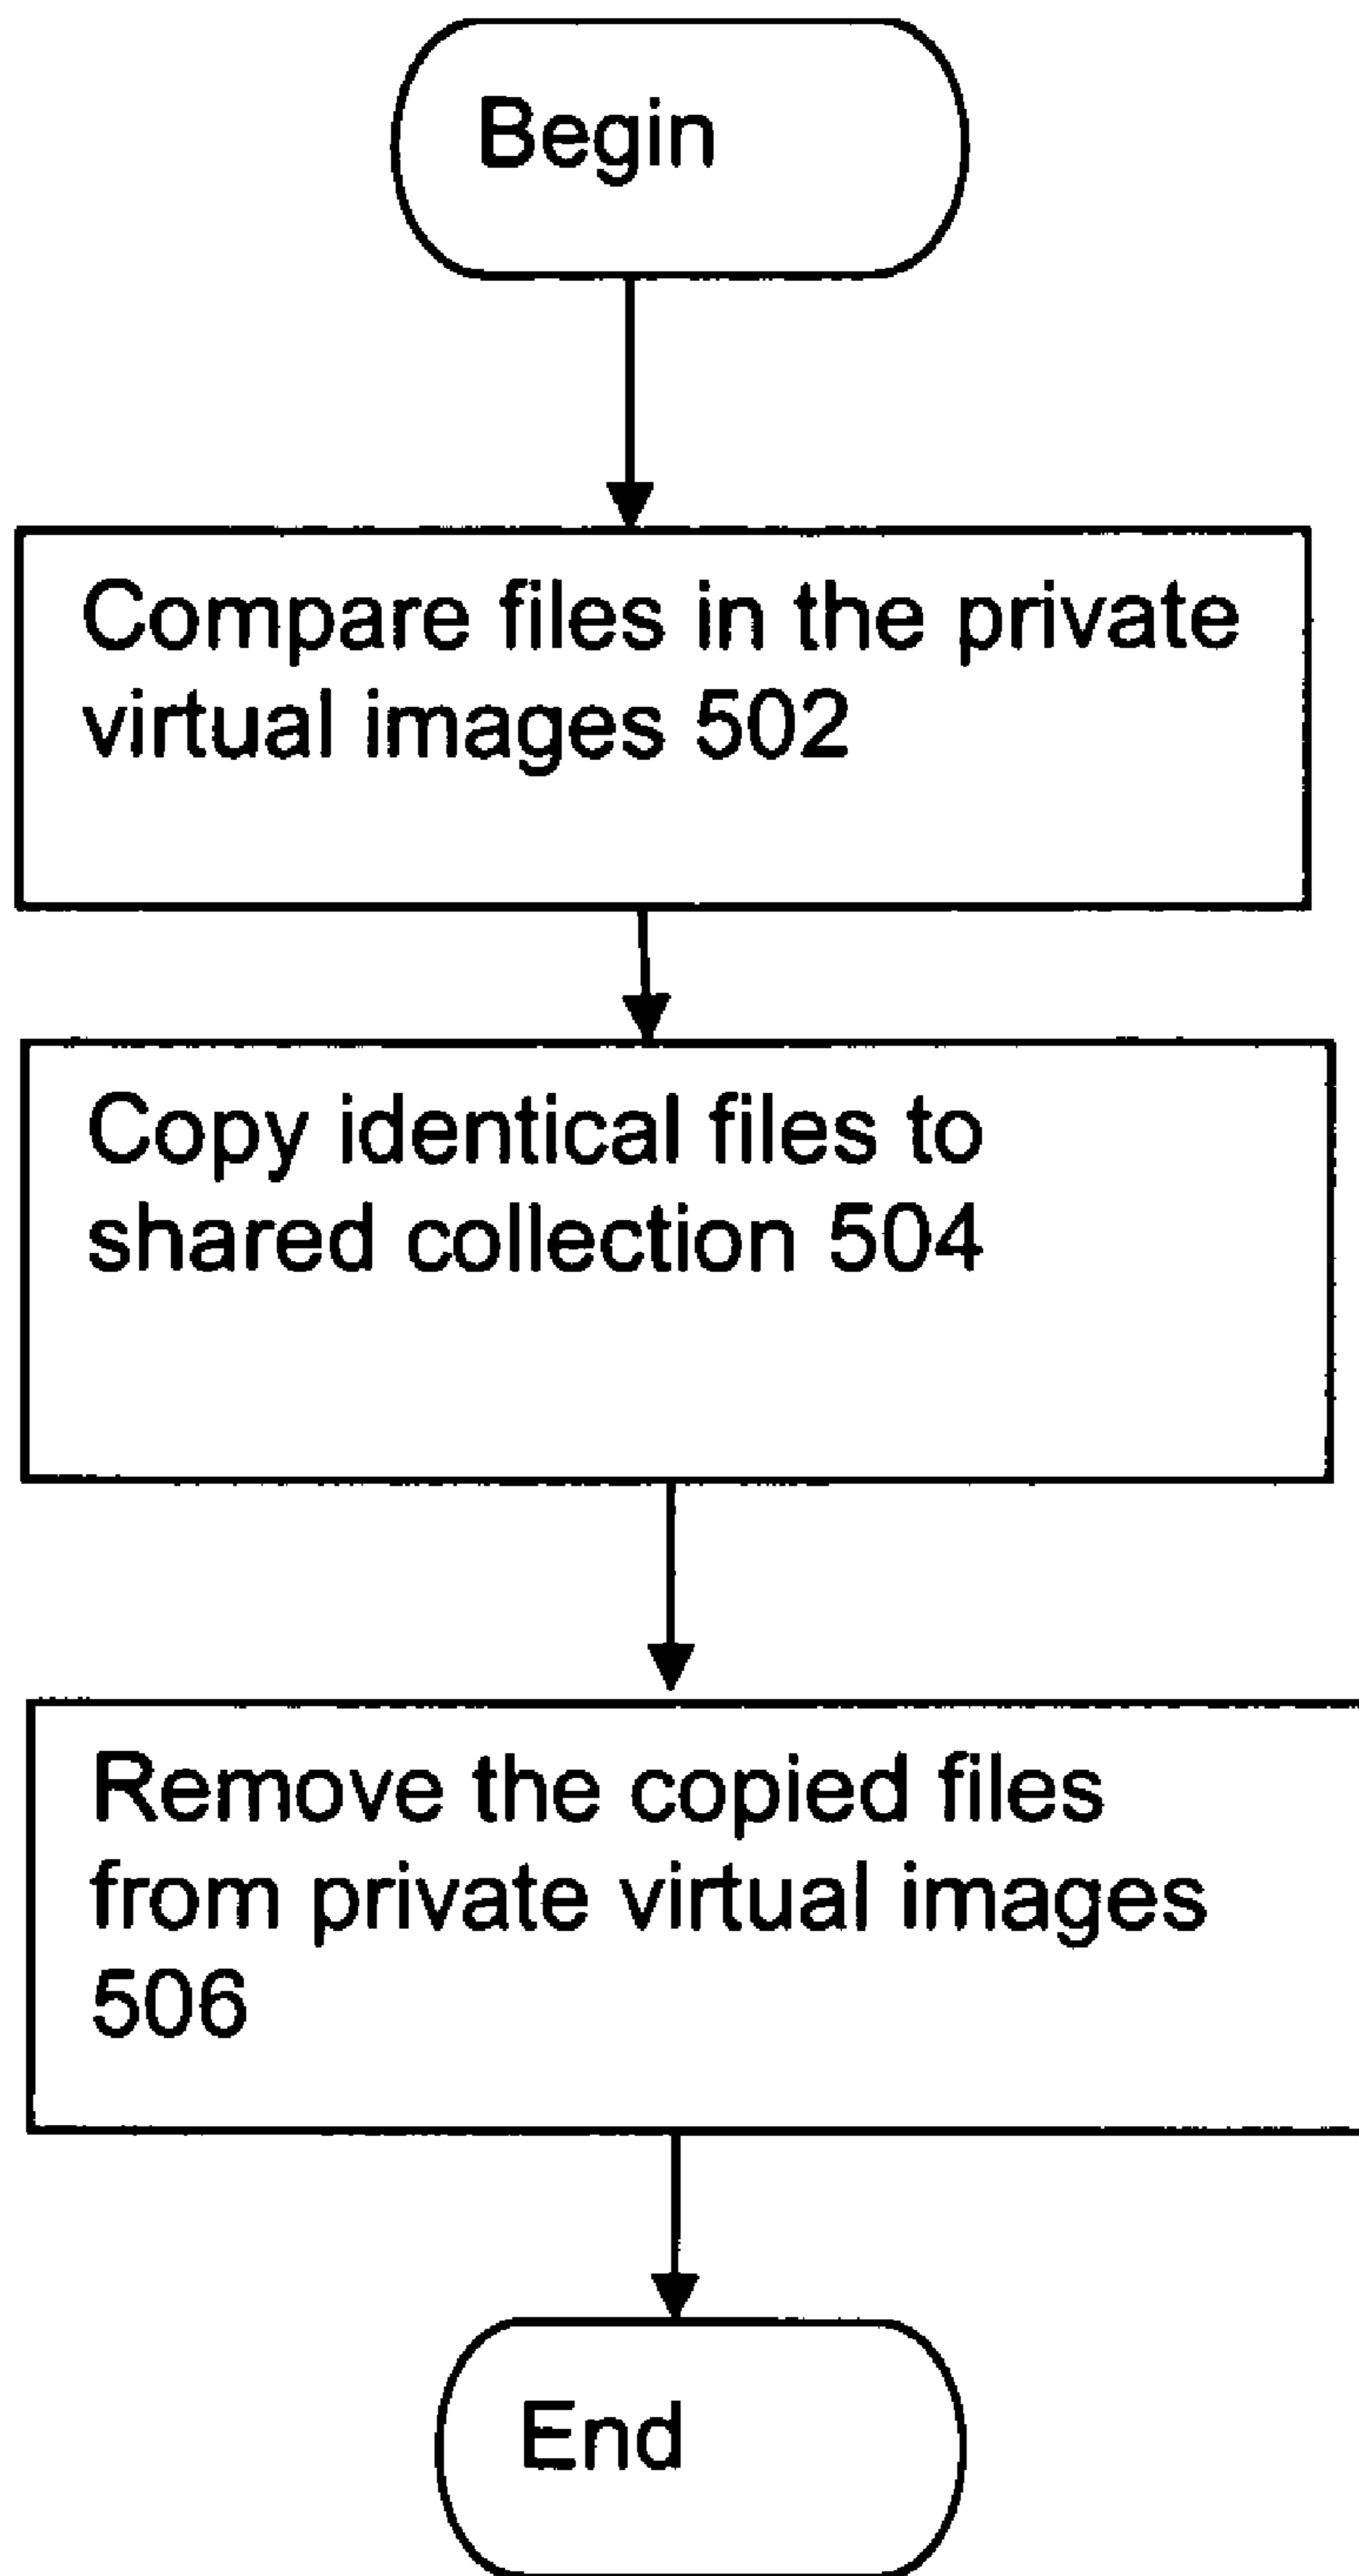 Begin
Compare files in the private
virtual images 502
Copy identical files to
shared collection 504
Remove the copied files
from private virtual images
506
End